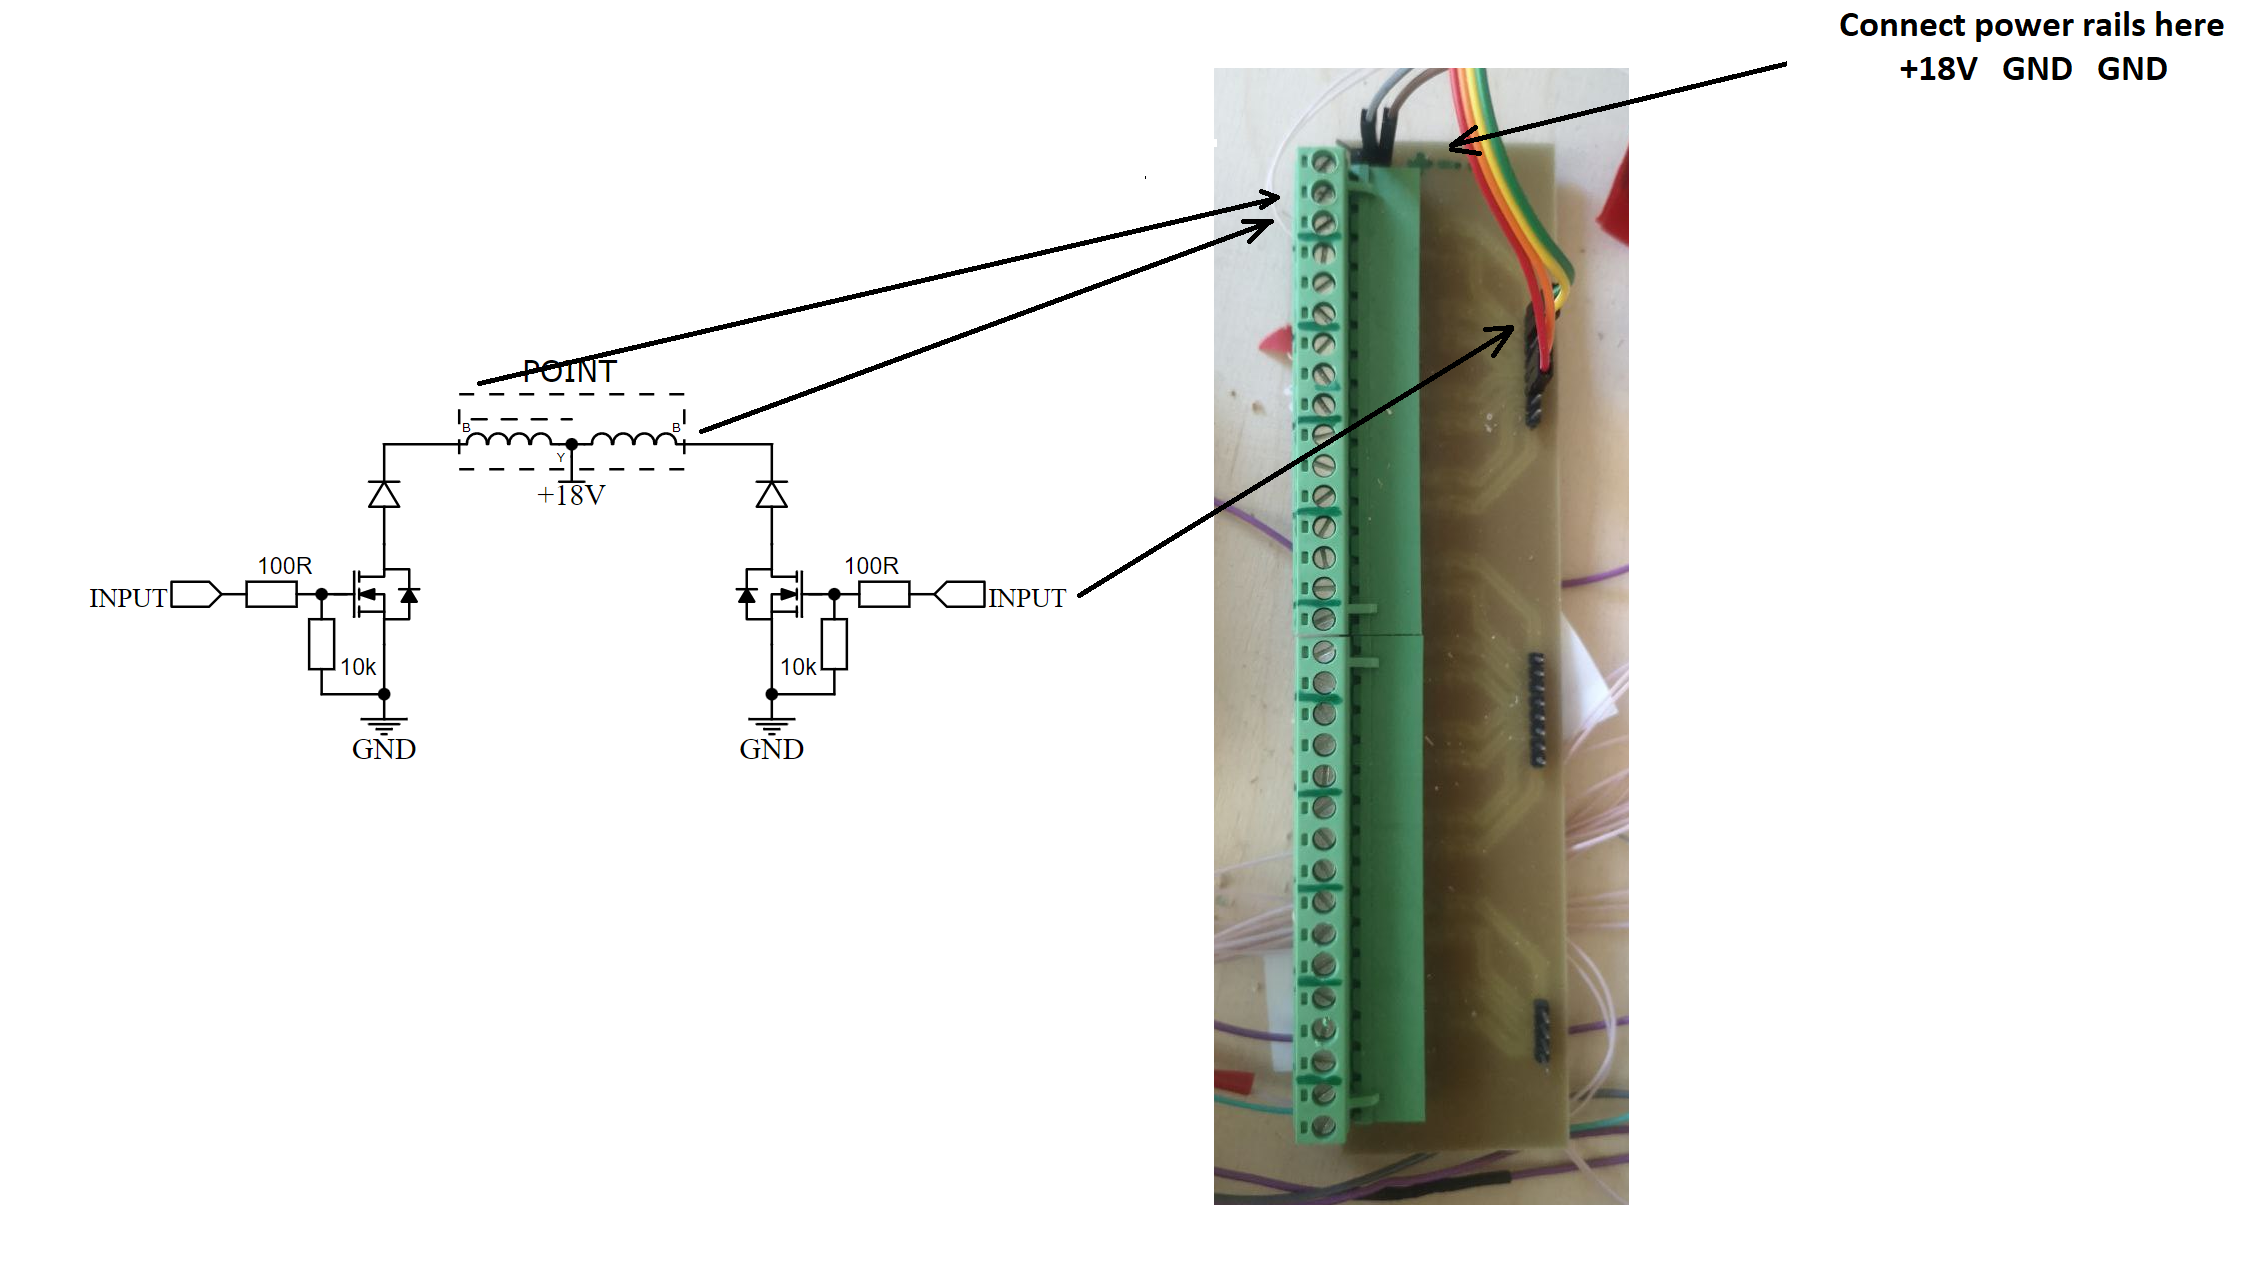 Connect power rails here
+18V GND GND
POINT
B
B
Y
+18V
100R
100R
INPUT
INPUT
10k
10k
GND
GND